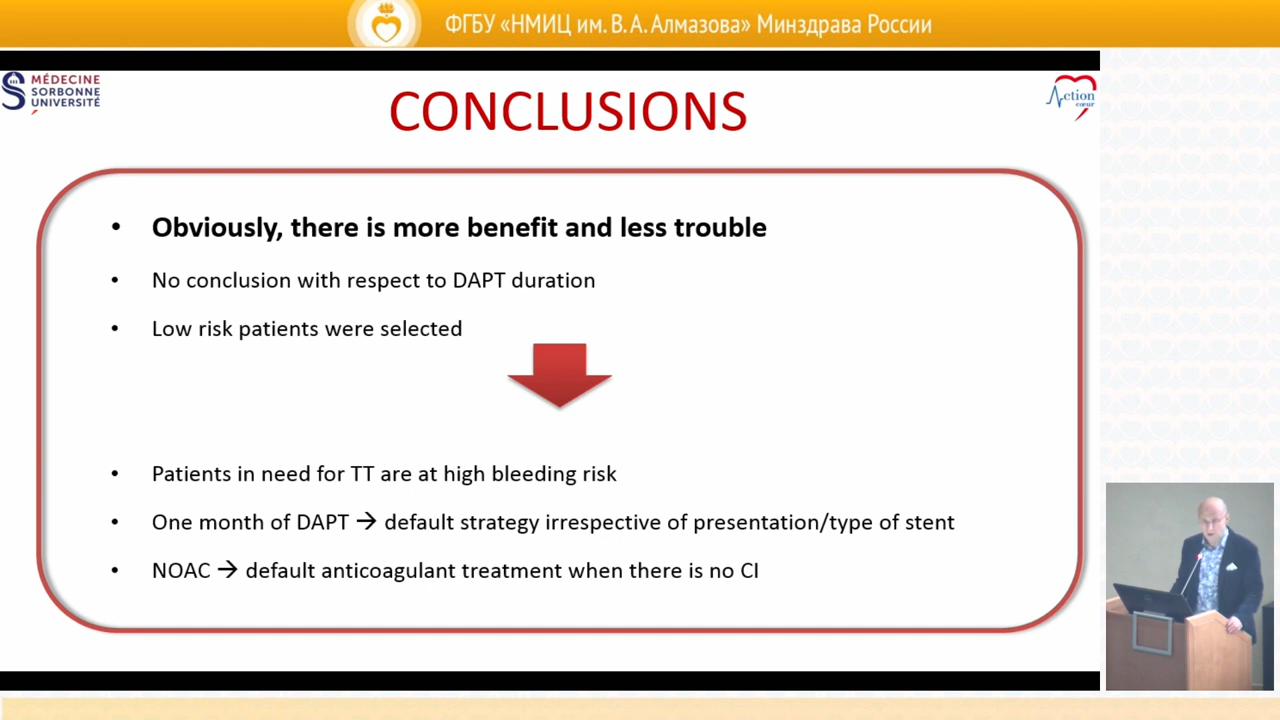 ФГБУ «НМИЦ им. В. А. Алмазова» Минздрава России
MÉDECINE
SORBONNE
UNIVERSITÉ
Action
cœur
CONCLUSIONS
• Obviously, there is more benefit and less trouble
• No conclusion with respect to DAPT duration
• Low risk patients were selected
• Patients in need for TT are at high bleeding risk
• One month of DAPT → default strategy irrespective of presentation/type of stent
• NOAC → default anticoagulant treatment when there is no CI